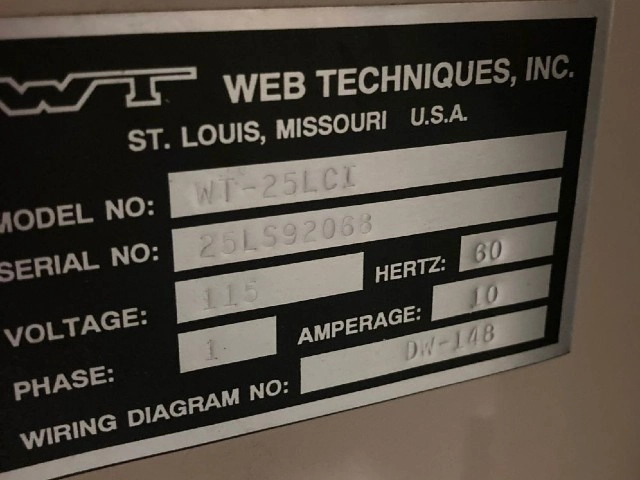 WT WEB TECHNIQUES, INC.
ST. LOUIS, MISSOURI U.S.A.
MODEL NO: WT-25LCI
SERIAL NO: 25LS92068
VOLTAGE: 115 HERTZ: 60
PHASE: 1 AMPERAGE: 10
WIRING DIAGRAM NO: DW-148